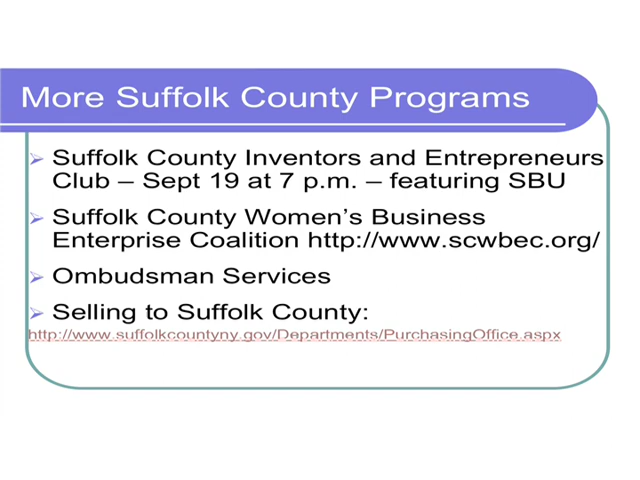 More Suffolk County Programs
Suffolk County Inventors and Entrepreneurs
Club – Sept 19 at 7 p.m. – featuring SBU
Suffolk County Women's Business
Enterprise Coalition http://www.scwbec.org/
Ombudsman Services
Selling to Suffolk County:
http://www.suffolkcountyny.gov/Departments/PurchasingOffice.aspx